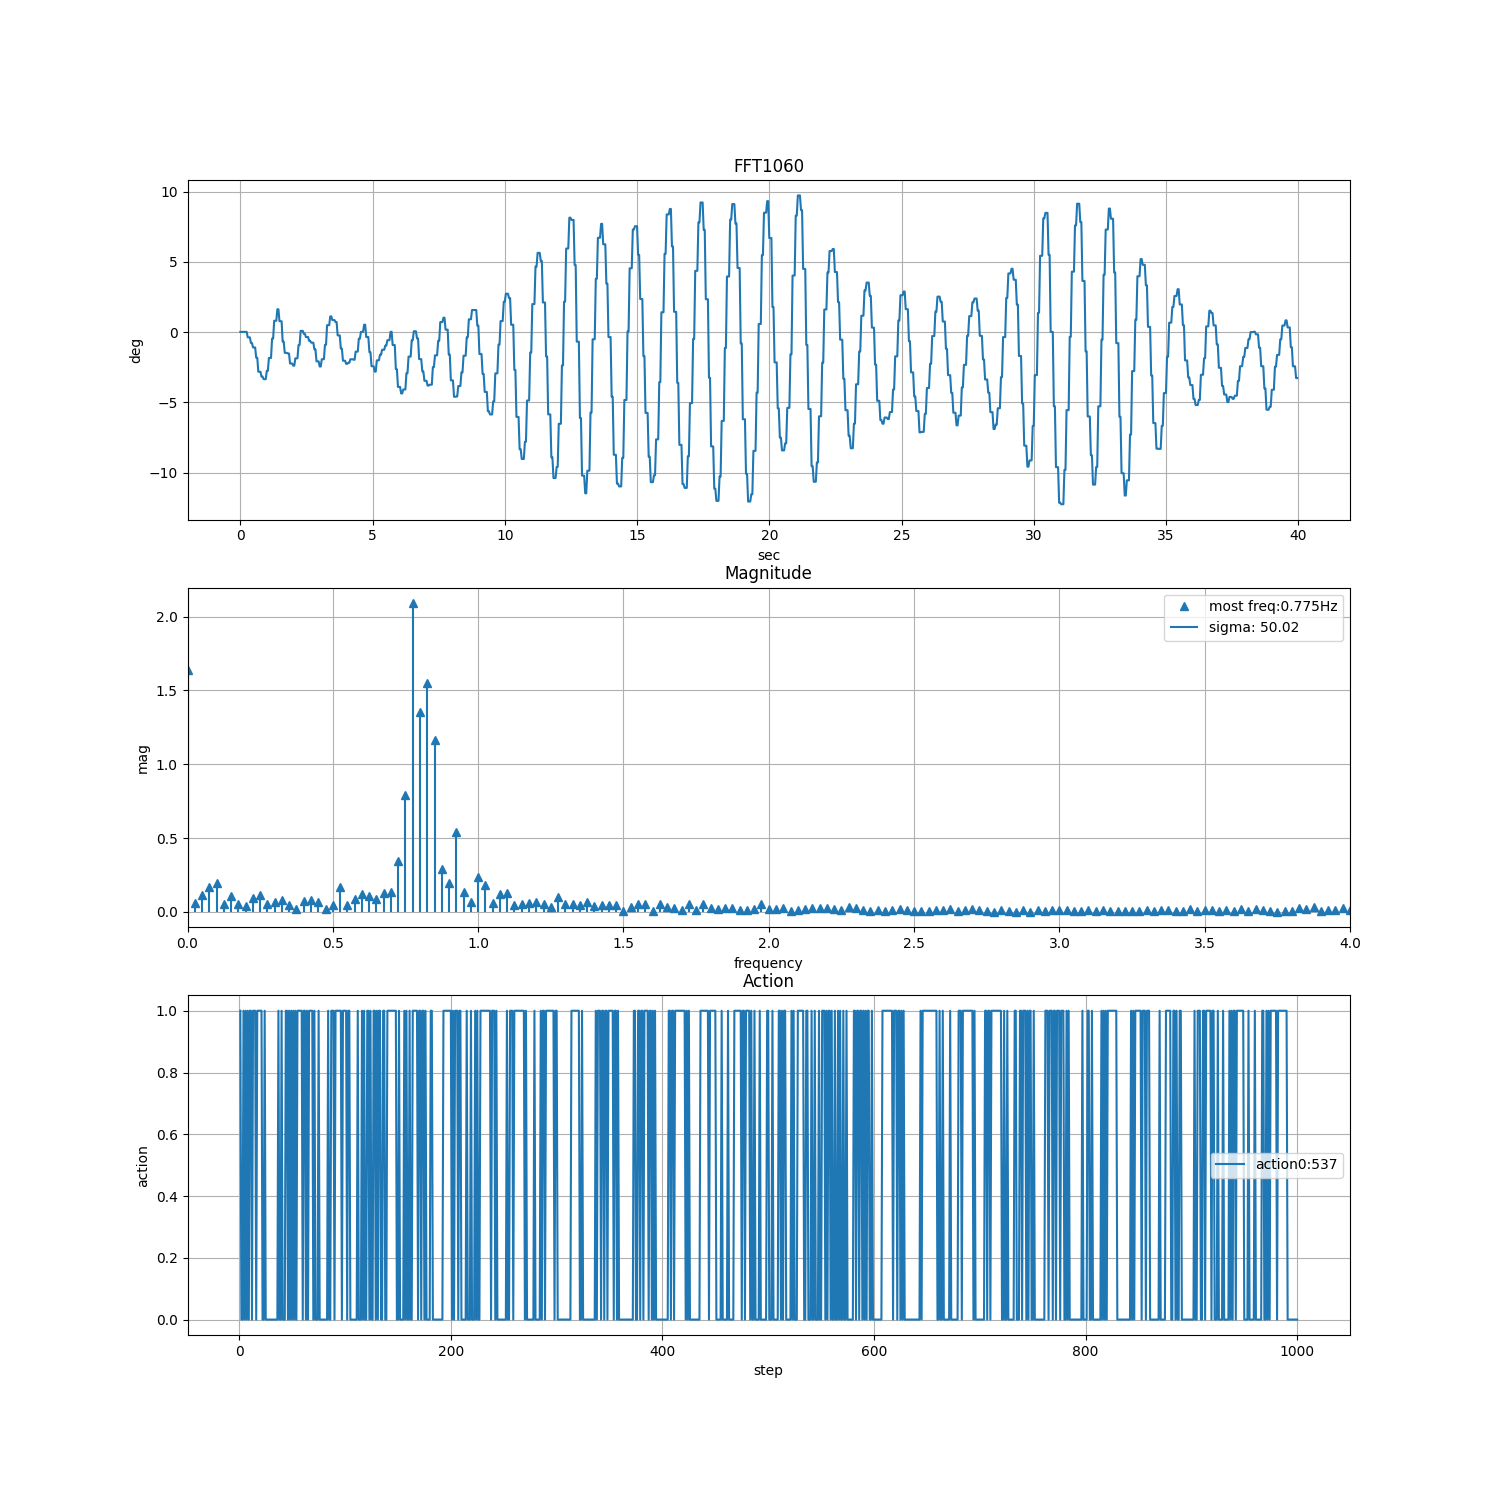 FFT1060
10
5
0
−5
−10
deg
0 5 10 15 20 25 30 35 40
sec
Magnitude
2.0
1.5
1.0
0.5
0.0
mag
most freq:0.775Hz
sigma: 50.02
0.0 0.5 1.0 1.5 2.0 2.5 3.0 3.5 4.0
frequency
Action
1.0
0.8
0.6
0.4
0.2
0.0
action
action0:537
0 200 400 600 800 1000
step